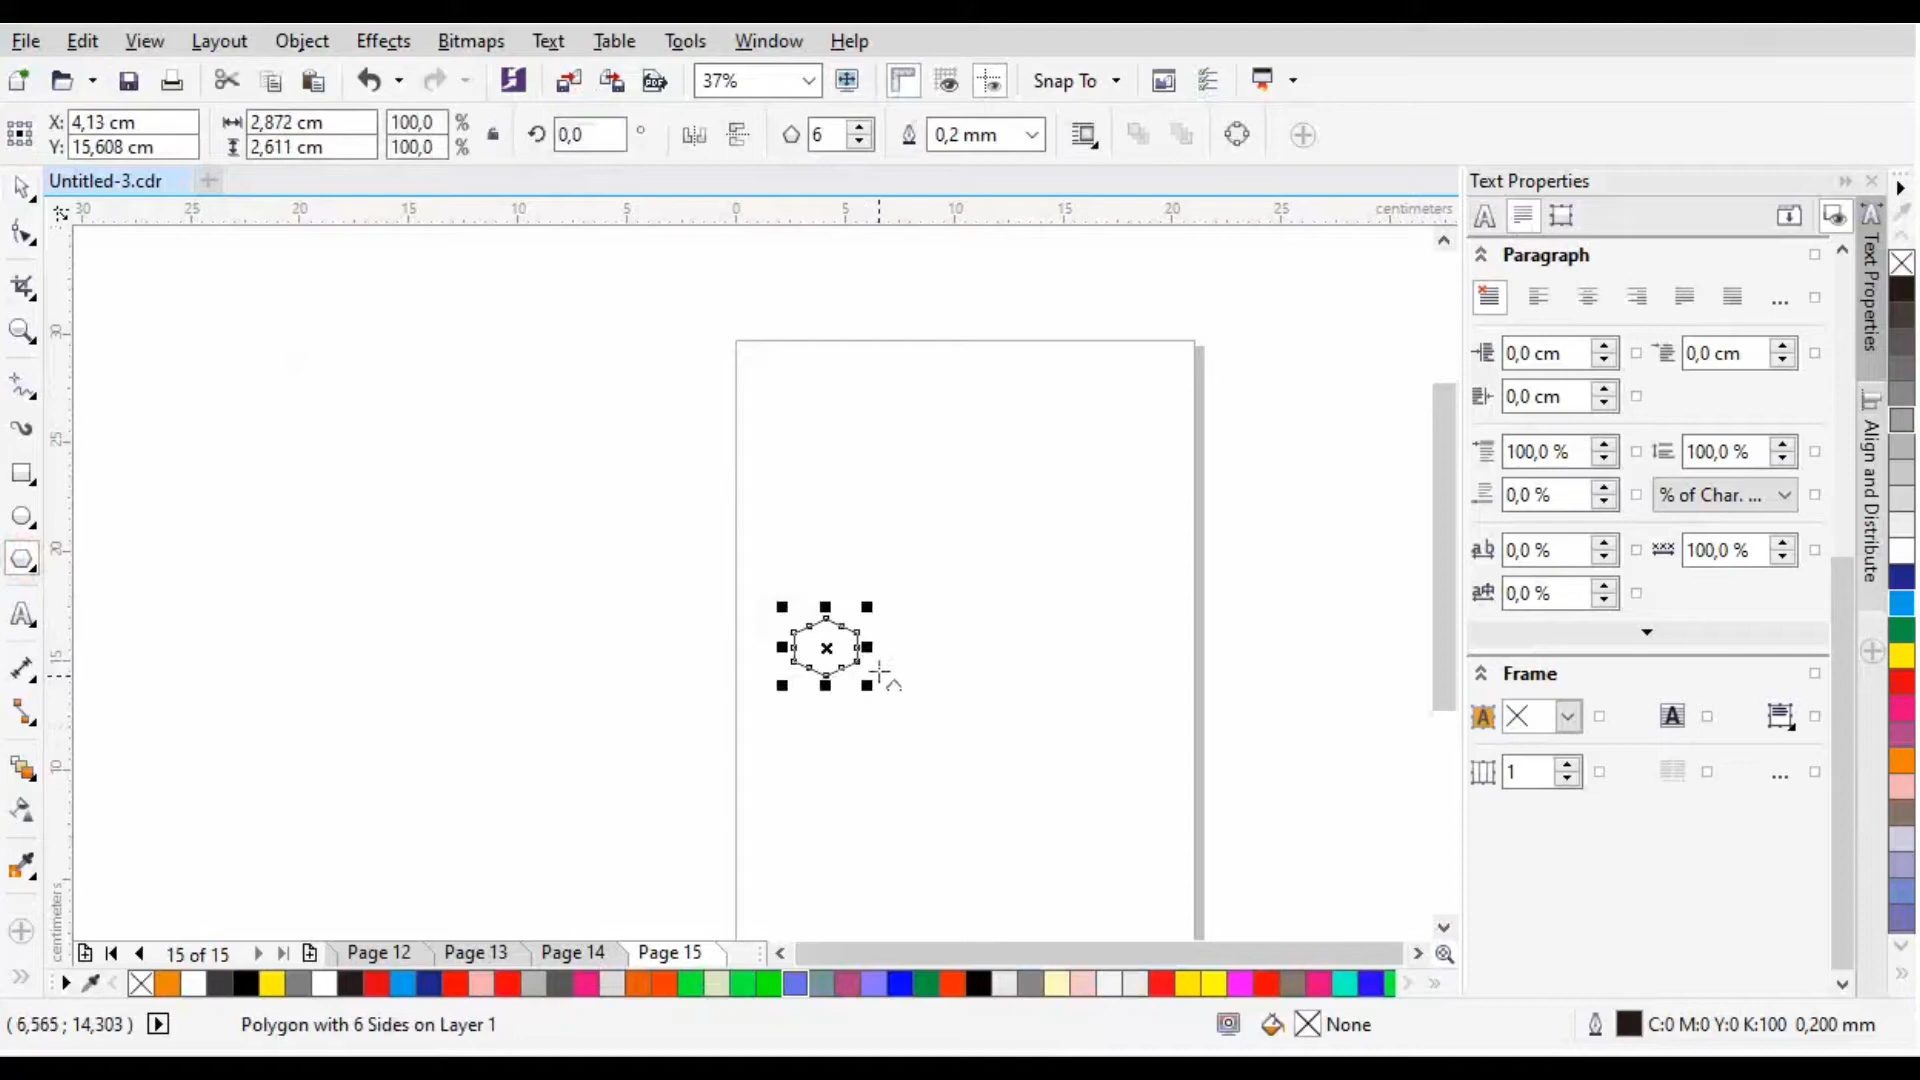 File Edit View Layout Object Effects Bitmaps Text Table Tools Window Help
37% Snap To
X: 4,13 cm 2,872 cm 100,0 % 0,0 ° 6 0,2 mm
Y: 15,608 cm 2,611 cm 100,0 %
Untitled-3.cdr
Text Properties
30 25 20 15 10 5 0 5 10 15 20 25 centimeters
Paragraph
0,0 cm 0,0 cm
0,0 cm
100,0 % 100,0 %
0,0 % % of Char. ...
0,0 % 100,0 %
0,0 %
Frame
1
Text Properties
Align and Distribute
30
25
20
15
10
centimeters
15 of 15 Page 12 Page 13 Page 14 Page 15
( 6,565 ; 14,303 ) Polygon with 6 Sides on Layer 1 None C:0 M:0 Y:0 K:100 0,200 mm